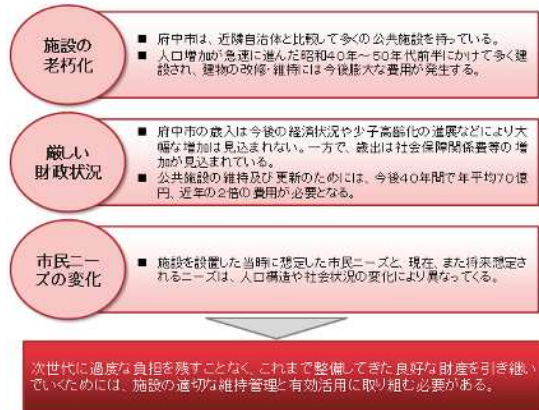 施設の
老朽化
■ 府中市は、近隣自治体と比較して多くの公共施設を持っている。
■ 人口増加が急速に進んだ昭和40年～50年代前半にかけて多く建
設され、建物の改修・維持には今後膨大な費用が発生する。
厳しい
財政状況
■ 府中市の歳入は今後の経済状況や少子高齢化の進展などにより大
幅な増加は見込まれない。一方で、歳出は社会保障関係費等の増
加が見込まれている。
■ 公共施設の維持及び更新のためには、今後40年間で年平均70億
円、近年の2倍の費用が必要となる。
市民ニー
ズの変化
■ 施設を設置した当時に想定した市民ニーズと、現在、また将来想定さ
れるニーズは、人口構造や社会状況の変化により異なってくる。
次世代に過度な負担を残すことなく、これまで整備してきた良好な財産を引き継い
でいくためには、施設の適切な維持管理と有効活用に取り組む必要がある。